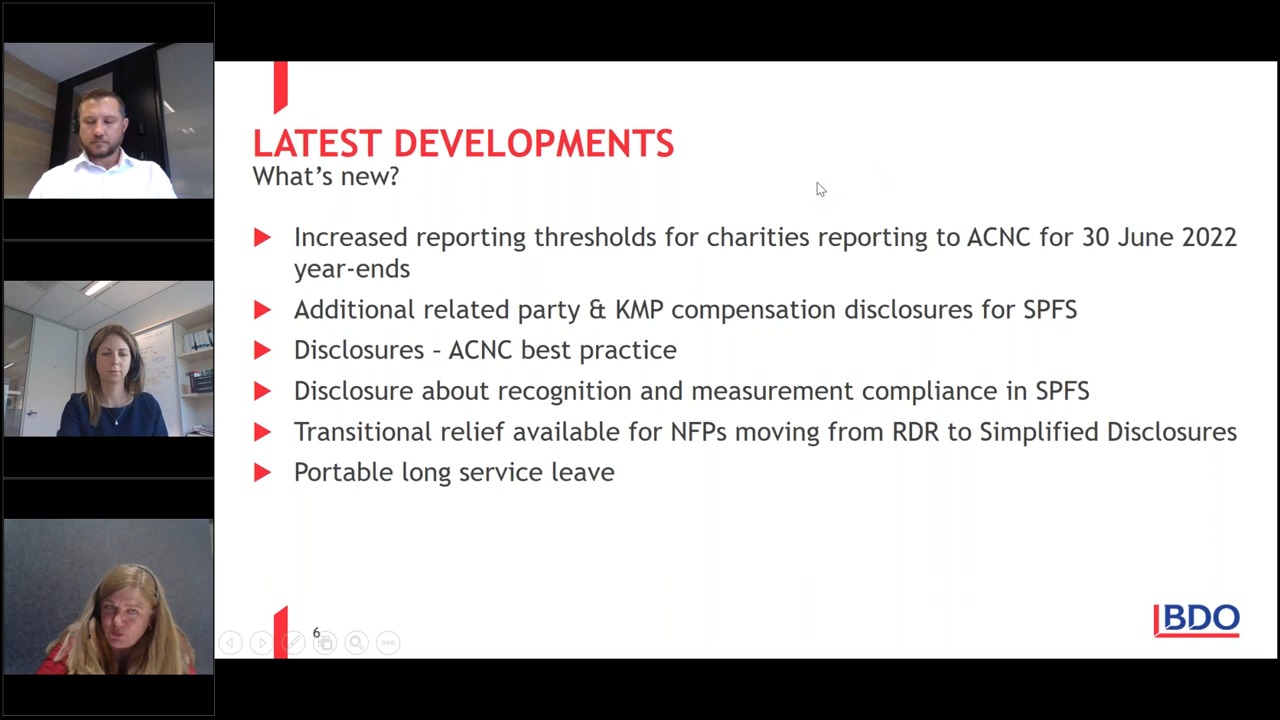 LATEST DEVELOPMENTS
What's new?
Increased reporting thresholds for charities reporting to ACNC for 30 June 2022
year-ends
Additional related party & KMP compensation disclosures for SPFS
Disclosures – ACNC best practice
Disclosure about recognition and measurement compliance in SPFS
Transitional relief available for NFPs moving from RDR to Simplified Disclosures
Portable long service leave
6
BDO